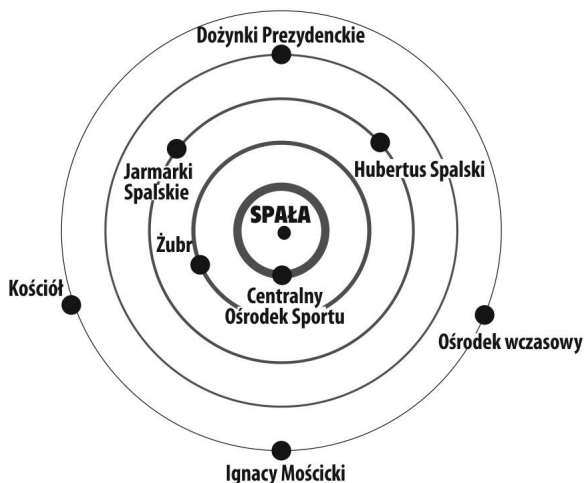 Dożynki Prezydenckie
Jarmarki
Spalskie
Hubertus Spalski
SPAŁA
Żubr
Kościół
Centralny
Ośrodek Sportu
Ośrodek wczasowy
Ignacy Mościcki